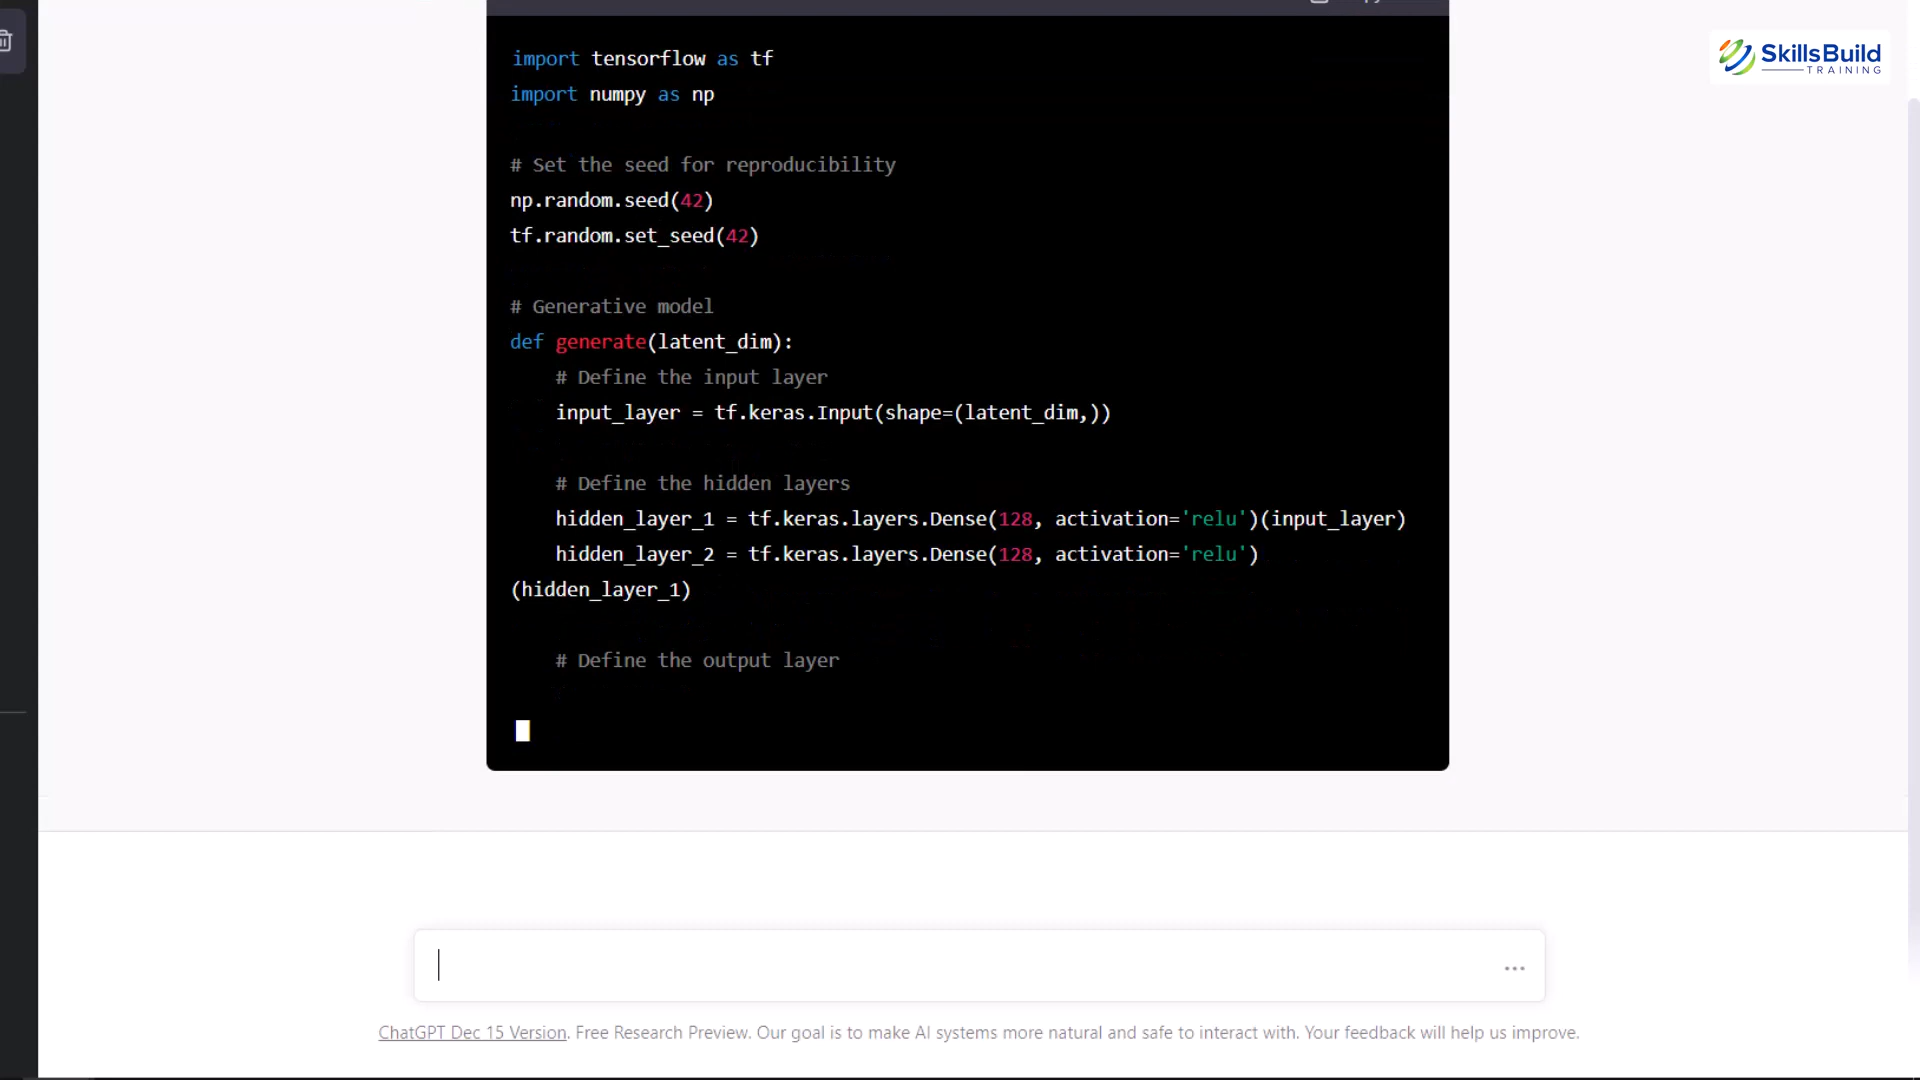 SkillsBuild
TRAINING
import tensorflow as tf
import numpy as np
# Set the seed for reproducibility
np.random.seed(42)
tf.random.set_seed(42)
# Generative model
def generate(latent_dim):
    # Define the input layer
    input_layer = tf.keras.Input(shape=(latent_dim,))
    # Define the hidden layers
    hidden_layer_1 = tf.keras.layers.Dense(128, activation='relu')(input_layer)
    hidden_layer_2 = tf.keras.layers.Dense(128, activation='relu')
(hidden_layer_1)
    # Define the output layer
ChatGPT Dec 15 Version. Free Research Preview. Our goal is to make AI systems more natural and safe to interact with. Your feedback will help us improve.